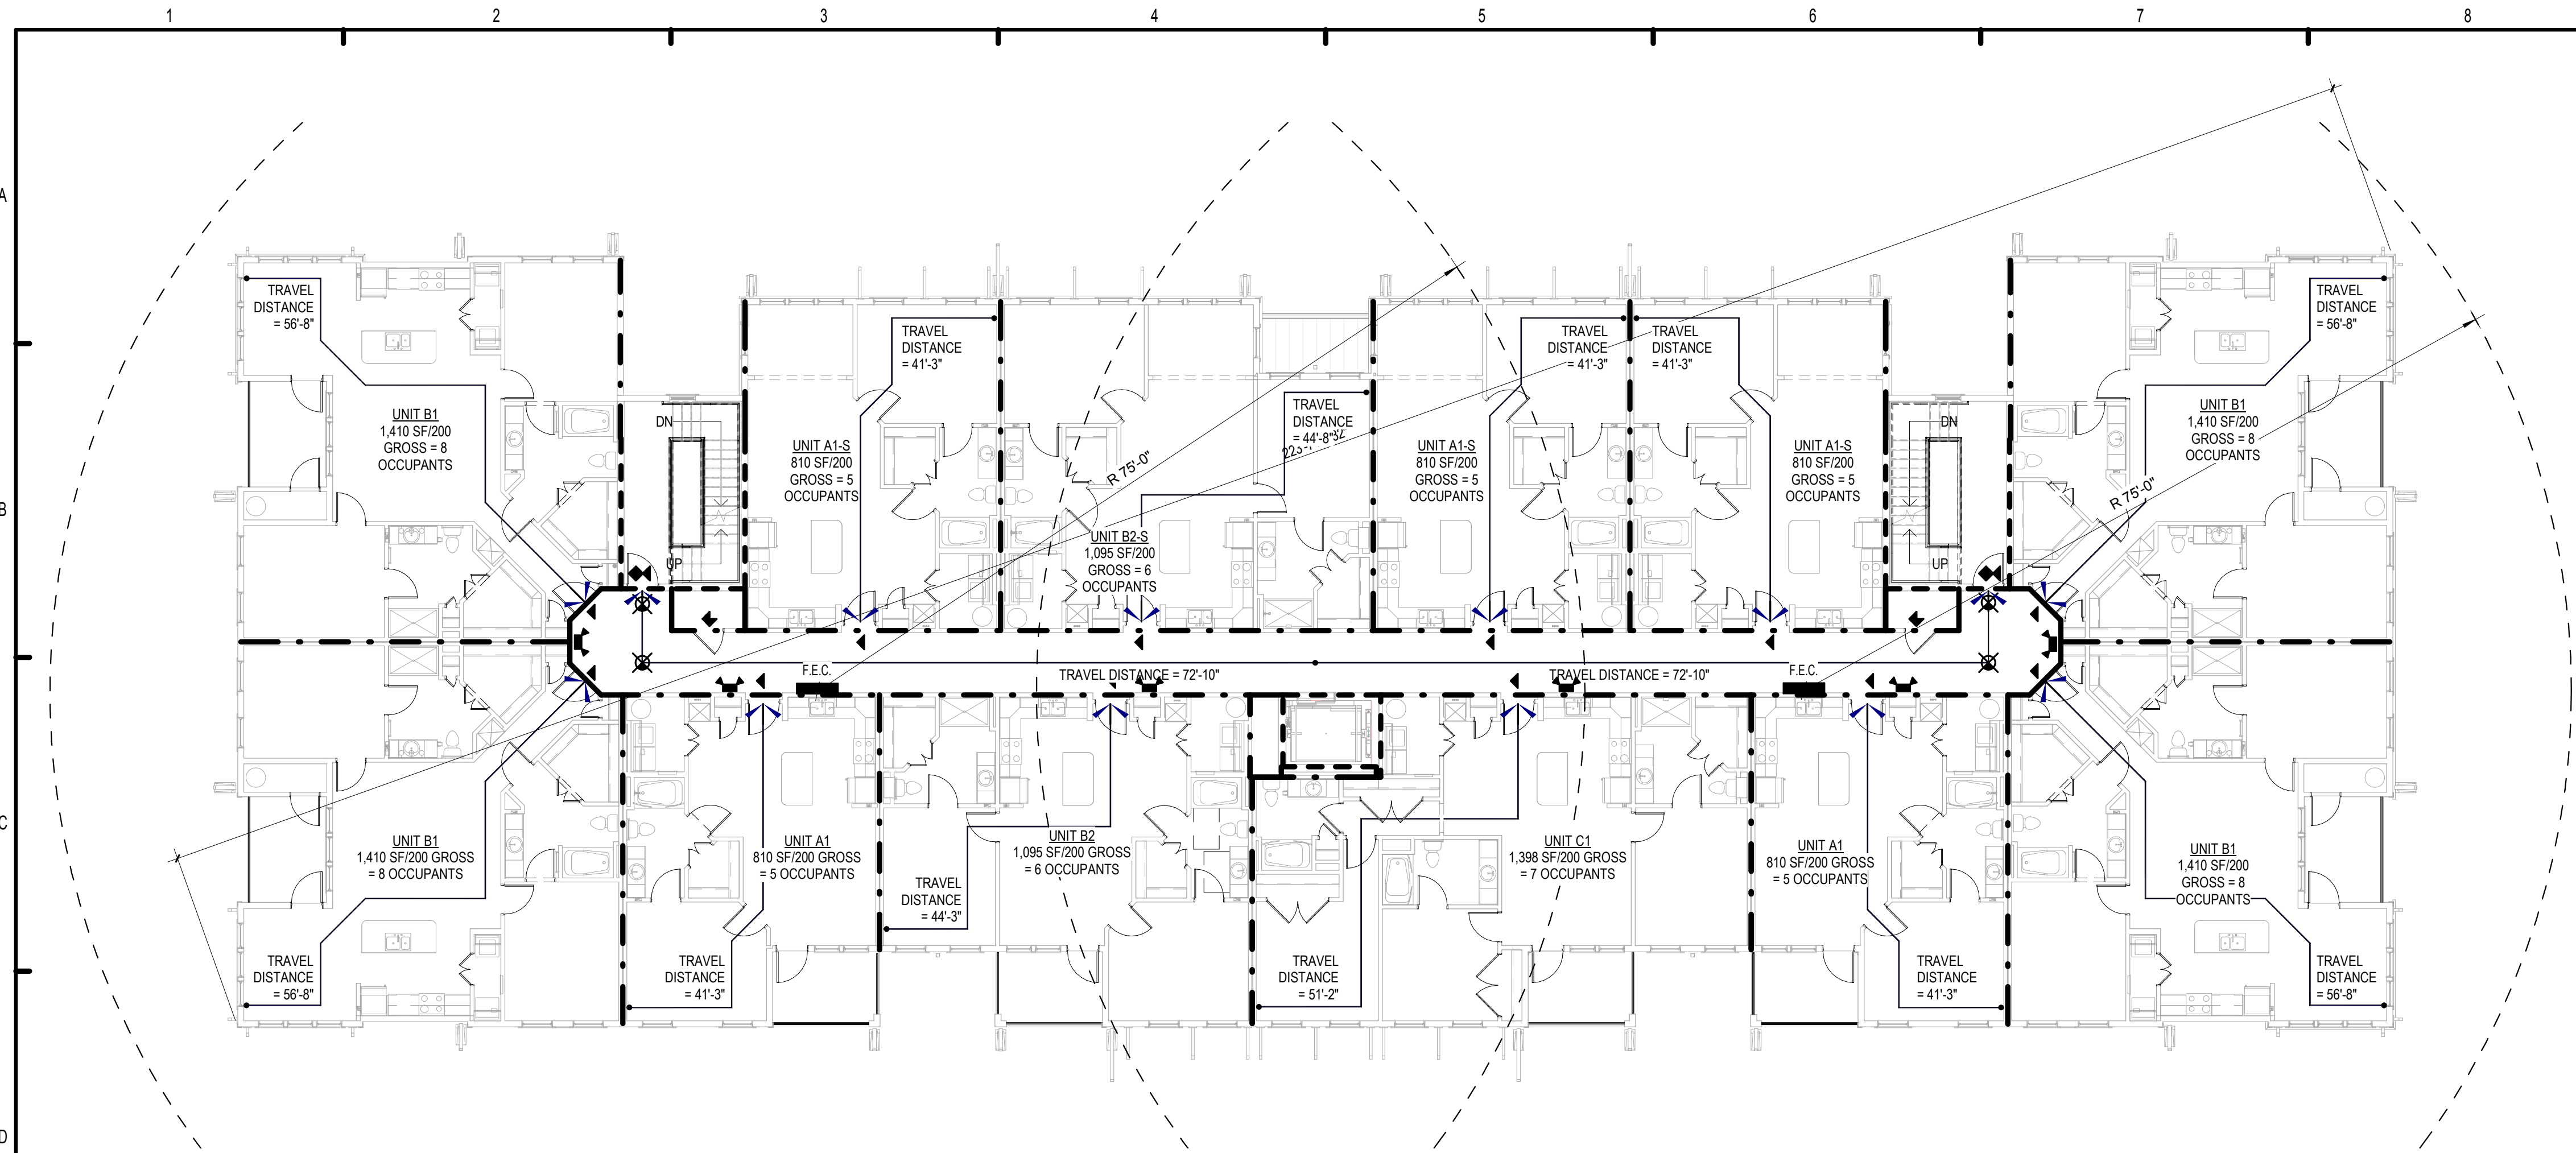 1
2
3
4
5
6
7
8
A
B
C
D
TRAVEL
DISTANCE
= 56'-8"
UNIT B1
1,410 SF/200
GROSS = 8
OCCUPANTS
DN
UP
UNIT A1-S
810 SF/200
GROSS = 5
OCCUPANTS
TRAVEL
DISTANCE
= 41'-3"
UNIT B2-S
1,095 SF/200
GROSS = 6
OCCUPANTS
R 75'-0"
TRAVEL
DISTANCE
= 44'-8"
UNIT A1-S
810 SF/200
GROSS = 5
OCCUPANTS
TRAVEL
DISTANCE
= 41'-3"
TRAVEL
DISTANCE
= 41'-3"
UNIT A1-S
810 SF/200
GROSS = 5
OCCUPANTS
DN
UP
TRAVEL
DISTANCE
= 56'-8"
UNIT B1
1,410 SF/200
GROSS = 8
OCCUPANTS
R 75'-0"
F.E.C.
TRAVEL DISTANCE = 72'-10"
TRAVEL DISTANCE = 72'-10"
F.E.C.
UNIT B1
1,410 SF/200 GROSS
= 8 OCCUPANTS
TRAVEL
DISTANCE
= 56'-8"
UNIT A1
810 SF/200 GROSS
= 5 OCCUPANTS
TRAVEL
DISTANCE
= 41'-3"
UNIT B2
1,095 SF/200 GROSS
= 6 OCCUPANTS
TRAVEL
DISTANCE
= 44'-3"
UNIT C1
1,398 SF/200 GROSS
= 7 OCCUPANTS
TRAVEL
DISTANCE
= 51'-2"
UNIT A1
810 SF/200 GROSS
= 5 OCCUPANTS
TRAVEL
DISTANCE
= 41'-3"
UNIT B1
1,410 SF/200
GROSS = 8
OCCUPANTS
TRAVEL
DISTANCE
= 56'-8"